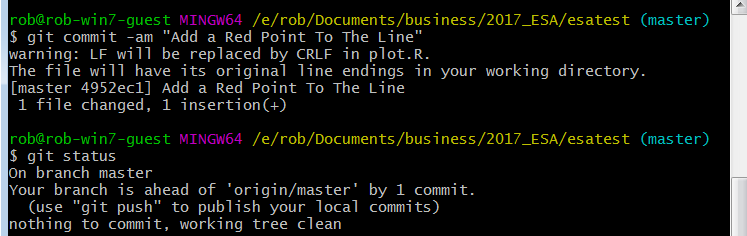 rob@rob-win7-guest MINGW64 /e/rob/Documents/business/2017_ESA/esatest (master)
$ git commit -am "Add a Red Point To The Line"
warning: LF will be replaced by CRLF in plot.R.
The file will have its original line endings in your working directory.
[master 4952ec1] Add a Red Point To The Line
 1 file changed, 1 insertion(+)

rob@rob-win7-guest MINGW64 /e/rob/Documents/business/2017_ESA/esatest (master)
$ git status
On branch master
Your branch is ahead of 'origin/master' by 1 commit.
  (use "git push" to publish your local commits)
nothing to commit, working tree clean